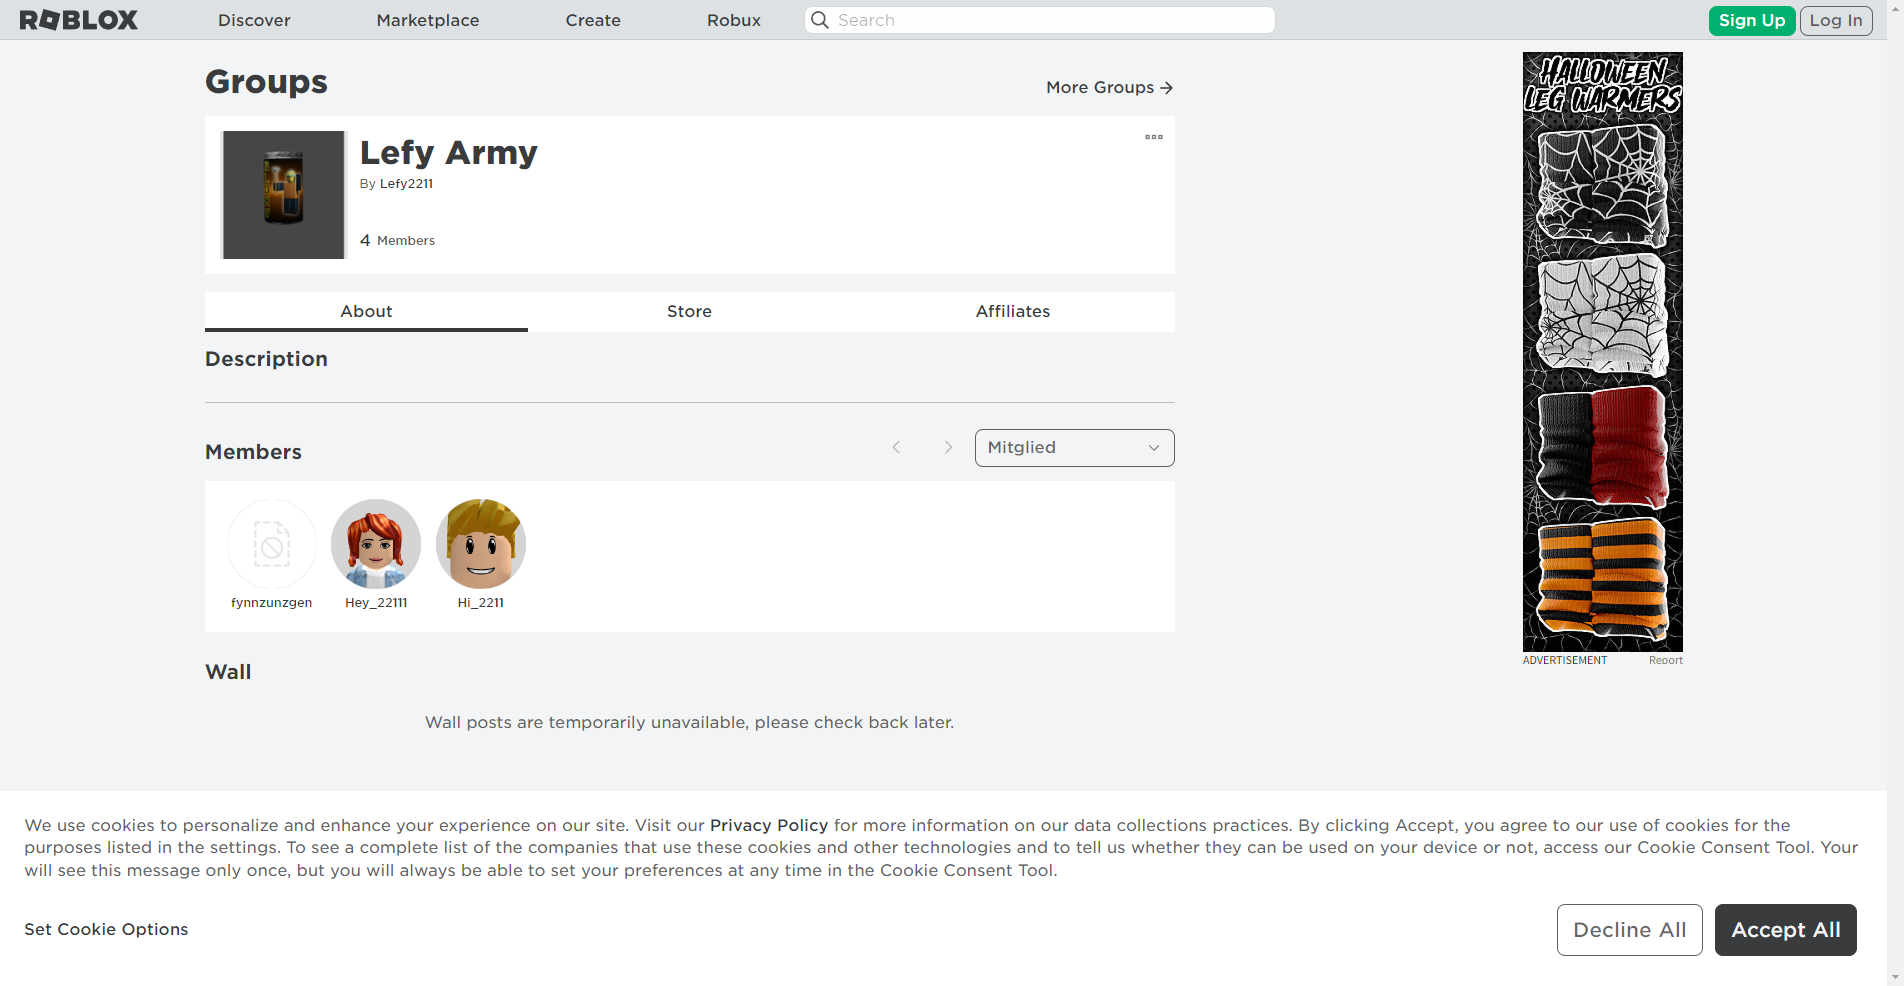 ROBLOX
Discover
Marketplace
Create
Robux
Search
Sign Up
Log In
Groups
More Groups
Lefy Army
By Lefy2211
4 Members
About
Store
Affiliates
Description
Members
Mitglied
fynnzunzgen
Hey_22111
Hi_2211
Wall
Wall posts are temporarily unavailable, please check back later.
HALLOWEEN
LEG WARMERS
ADVERTISEMENT
Report
We use cookies to personalize and enhance your experience on our site. Visit our Privacy Policy for more information on our data collections practices. By clicking Accept, you agree to our use of cookies for the
purposes listed in the settings. To see a complete list of the companies that use these cookies and other technologies and to tell us whether they can be used on your device or not, access our Cookie Consent Tool. Your
will see this message only once, but you will always be able to set your preferences at any time in the Cookie Consent Tool.
Set Cookie Options
Decline All
Accept All